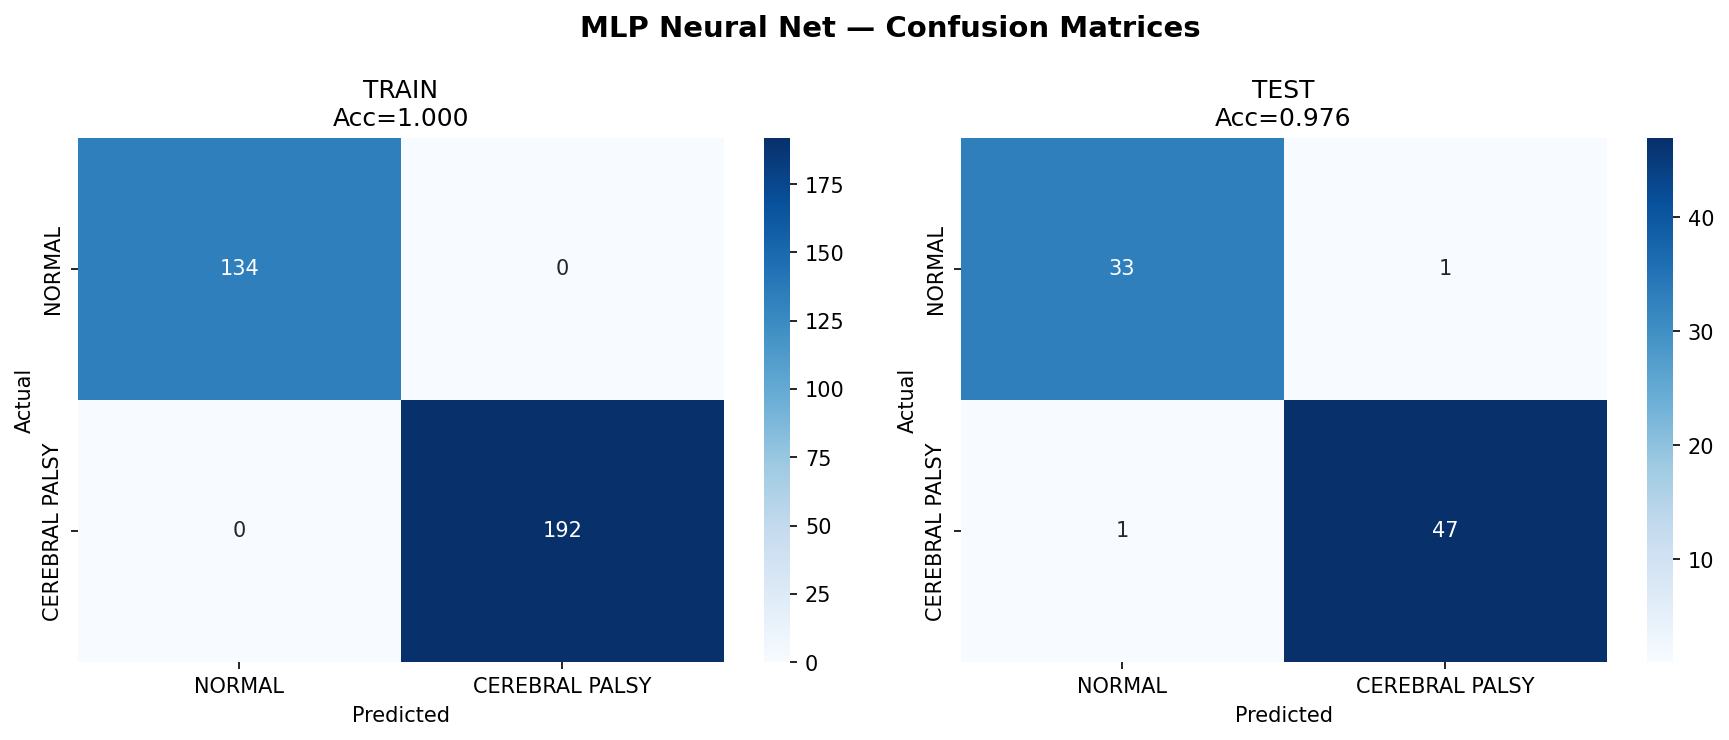 MLP Neural Net — Confusion Matrices
TRAIN
Acc=1.000
Actual
NORMAL
CEREBRAL PALSY
134
0
0
192
NORMAL
CEREBRAL PALSY
Predicted
175
150
125
100
75
50
25
0
TEST
Acc=0.976
Actual
NORMAL
CEREBRAL PALSY
33
1
1
47
NORMAL
CEREBRAL PALSY
Predicted
40
30
20
10